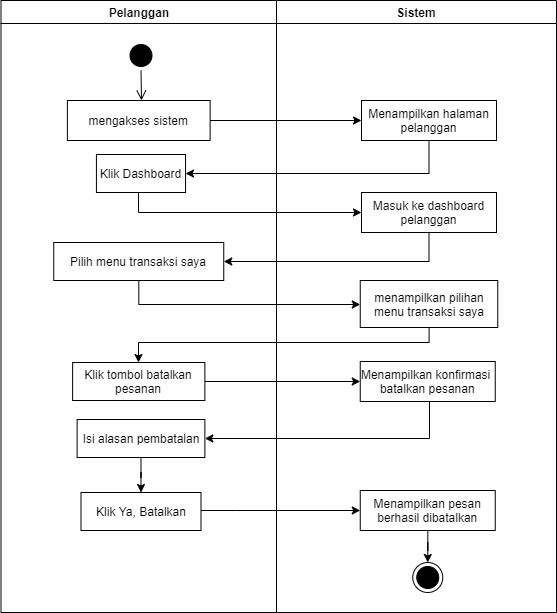 Pelanggan
Sistem
mengakses sistem
Menampilkan halaman
pelanggan
Klik Dashboard
Masuk ke dashboard
pelanggan
Pilih menu transaksi saya
menampilkan pilihan
menu transaksi saya
Klik tombol batalkan
pesanan
Menampilkan konfirmasi
batalkan pesanan
Isi alasan pembatalan
Klik Ya, Batalkan
Menampilkan pesan
berhasil dibatalkan